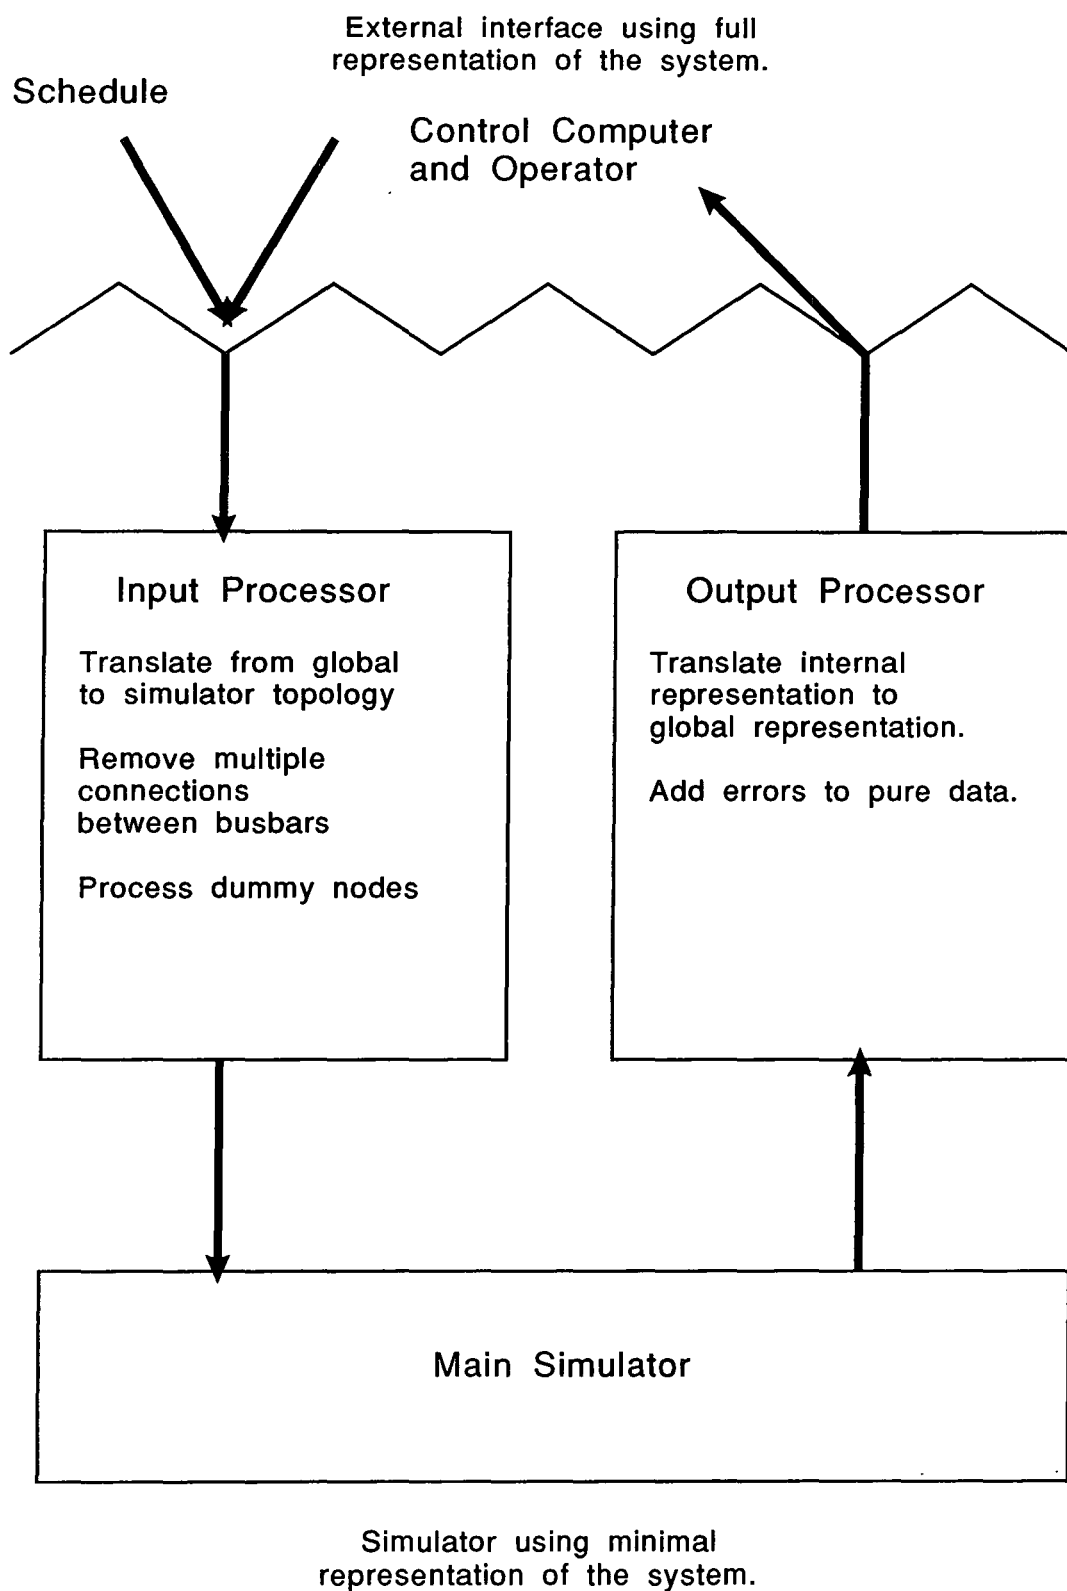 External interface using full
representation of the system.
Schedule
Control Computer
and Operator
Input Processor
Translate from global
to simulator topology
Remove multiple
connections
between busbars
Process dummy nodes
Output Processor
Translate internal
representation to
global representation.
Add errors to pure data.
Main Simulator
Simulator using minimal
representation of the system.